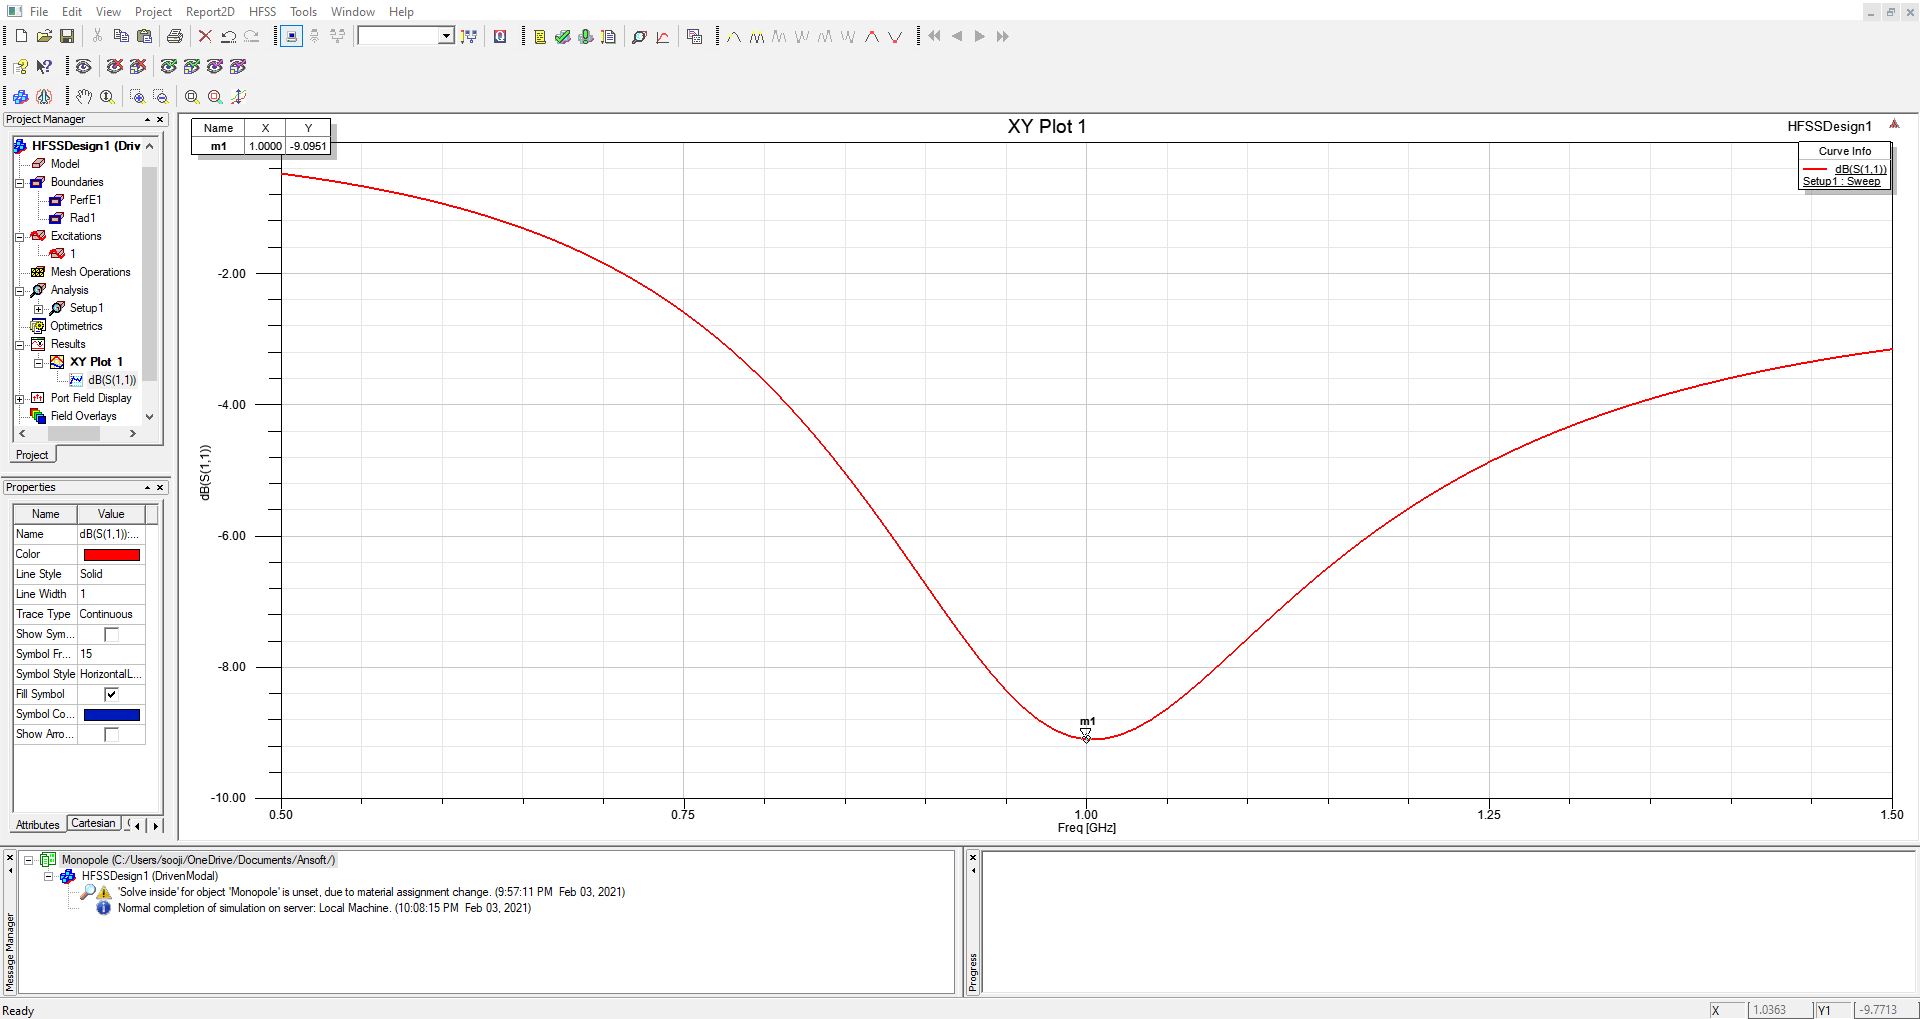 File Edit View Project Report2D HFSS Tools Window Help
Project Manager
HFSSDesign1 (Driv
Model
Boundaries
PerfE1
Rad1
Excitations
1
Mesh Operations
Analysis
Setup1
Optimetrics
Results
XY Plot 1
dB(S(1,1))
Port Field Display
Field Overlays
Project
Properties
Name Value
Name dB(S(1,1)):...
Color
Line Style Solid
Line Width 1
Trace Type Continuous
Show Sym...
Symbol Fr... 15
Symbol Style HorizontalL...
Fill Symbol
Symbol Co...
Show Arro...
Attributes Cartesian
Name X Y
m1 1.0000 -9.0951
XY Plot 1
HFSSDesign1
Curve Info
dB(S(1,1))
Setup1 : Sweep
-2.00
-4.00
-6.00
-8.00
-10.00
dB(S(1,1))
m1
0.50 0.75 1.00 1.25 1.50
Freq [GHz]
Message Manager
Monopole (C:/Users/sooji/OneDrive/Documents/Ansoft/)
HFSSDesign1 (DrivenModal)
'Solve inside' for object 'Monopole' is unset, due to material assignment change. (9:57:11 PM Feb 03, 2021)
Normal completion of simulation on server: Local Machine. (10:08:15 PM Feb 03, 2021)
Progress
Ready
X 1.0363 Y1 -9.7713